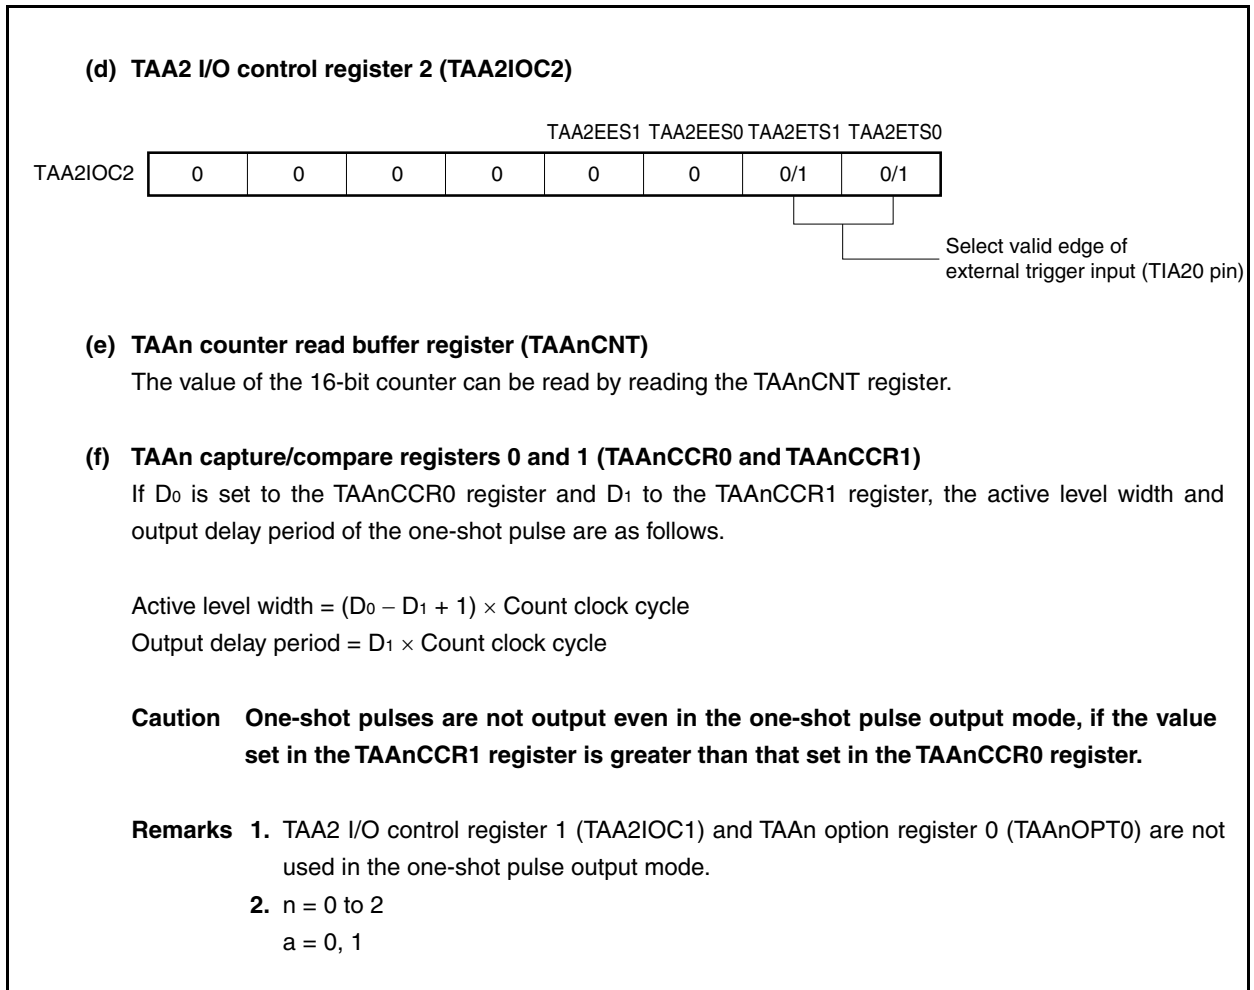 (d) TAA2 I/O control register 2 (TAA2IOC2)
TAA2EES1 TAA2EES0 TAA2ETS1 TAA2ETS0
TAA2IOC2 0 0 0 0 0 0 0/1 0/1
Select valid edge of
external trigger input (TIA20 pin)
(e) TAAn counter read buffer register (TAAnCNT)
The value of the 16-bit counter can be read by reading the TAAnCNT register.
(f) TAAn capture/compare registers 0 and 1 (TAAnCCR0 and TAAnCCR1)
If D0 is set to the TAAnCCR0 register and D1 to the TAAnCCR1 register, the active level width and
output delay period of the one-shot pulse are as follows.
Active level width = (D0 − D1 + 1) × Count clock cycle
Output delay period = D1 × Count clock cycle
Caution One-shot pulses are not output even in the one-shot pulse output mode, if the value
set in the TAAnCCR1 register is greater than that set in the TAAnCCR0 register.
Remarks 1. TAA2 I/O control register 1 (TAA2IOC1) and TAAn option register 0 (TAAnOPT0) are not
used in the one-shot pulse output mode.
2. n = 0 to 2
a = 0, 1